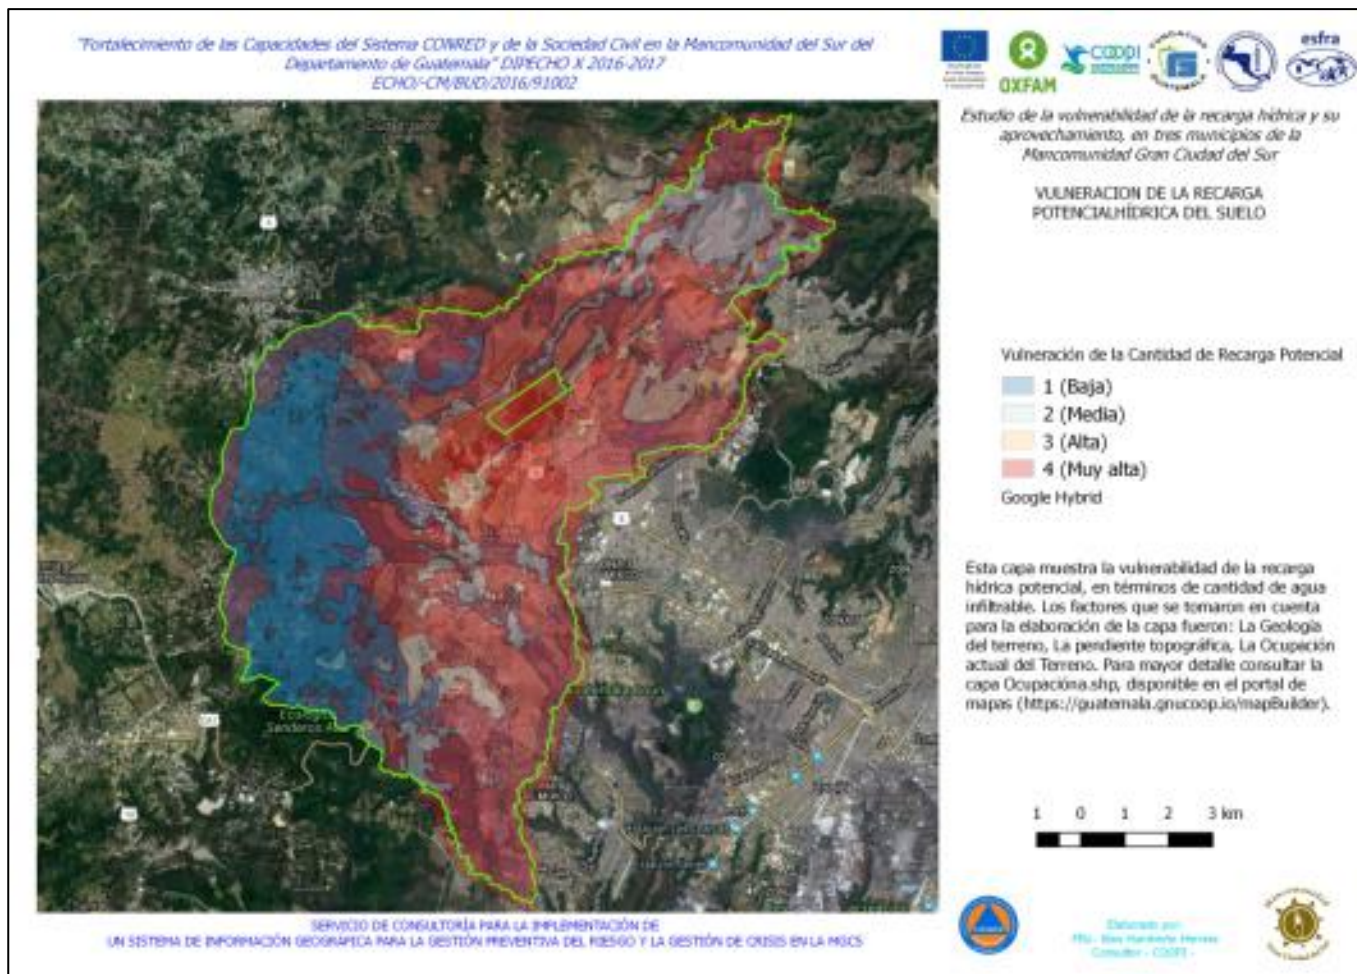 "Fortalecimiento de las Capacidades del Sistema CONRED y de la Sociedad Civil en la Mancomunidad del Sur del
Departamento de Guatemala" DIPECHO X 2016-2017
ECHO/-CM/BUD/2016/91002
OXFAM
COOPI
esfra
Estudio de la vulnerabilidad de la recarga hídrica y su
aprovechamiento, en tres municipios de la
Mancomunidad Gran Ciudad del Sur
VULNERACION DE LA RECARGA
POTENCIALHÍDRICA DEL SUELO
Vulneración de la Cantidad de Recarga Potencial
1 (Baja)
2 (Media)
3 (Alta)
4 (Muy alta)
Google Hybrid
Esta capa muestra la vulnerabilidad de la recarga
hídrica potencial, en términos de cantidad de agua
infiltrable. Los factores que se tomaron en cuenta
para la elaboración de la capa fueron: La Geología
del terreno, La pendiente topográfica, La Ocupación
actual del Terreno. Para mayor detalle consultar la
capa Ocupacióna.shp, disponible en el portal de
mapas (https://guatemala.gnucoop.io/mapBuilder).
1 0 1 2 3 km
Elaborado por:
Consultor - COOPI -
SERVICIO DE CONSULTORÍA PARA LA IMPLEMENTACIÓN DE
UN SISTEMA DE INFORMACIÓN GEOGRÁFICA PARA LA GESTIÓN PREVENTIVA DEL RIESGO Y LA GESTIÓN DE CRISIS EN LA MGCS